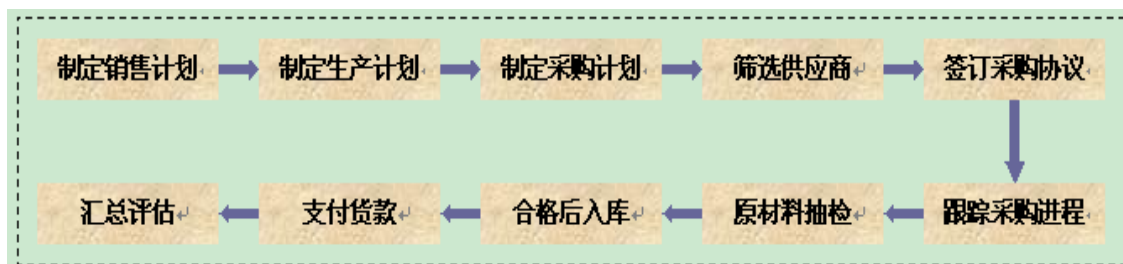 制定销售计划
制定生产计划
制定采购计划
筛选供应商
签订采购协议
跟踪采购进程
原材料抽检
合格后入库
支付货款
汇总评估